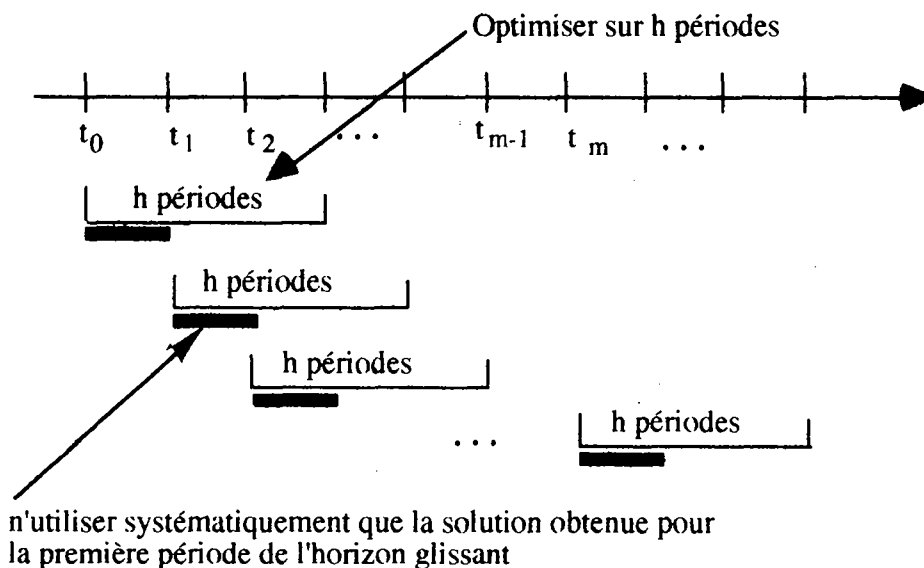 Optimiser sur h périodes
t0 t1 t2 ... tm-1 tm ...
h périodes
h périodes
h périodes
... h périodes
n'utiliser systématiquement que la solution obtenue pour
la première période de l'horizon glissant